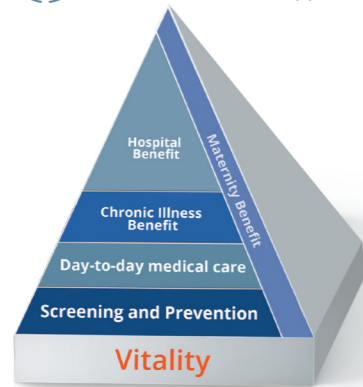 Hospital
Benefit
Maternity Benefit
Chronic Illness
Benefit
Day-to-day medical care
Screening and Prevention
Vitality